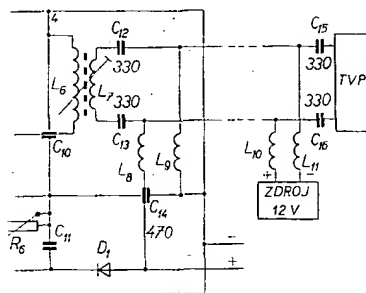 4
C12
C15
330
330
TVP
L6
L7
330
330
C13
C16
C10
L8
L9
L10
L11
+
-
C14
ZDROJ
12 V
R6
C11
470
D1
-
+